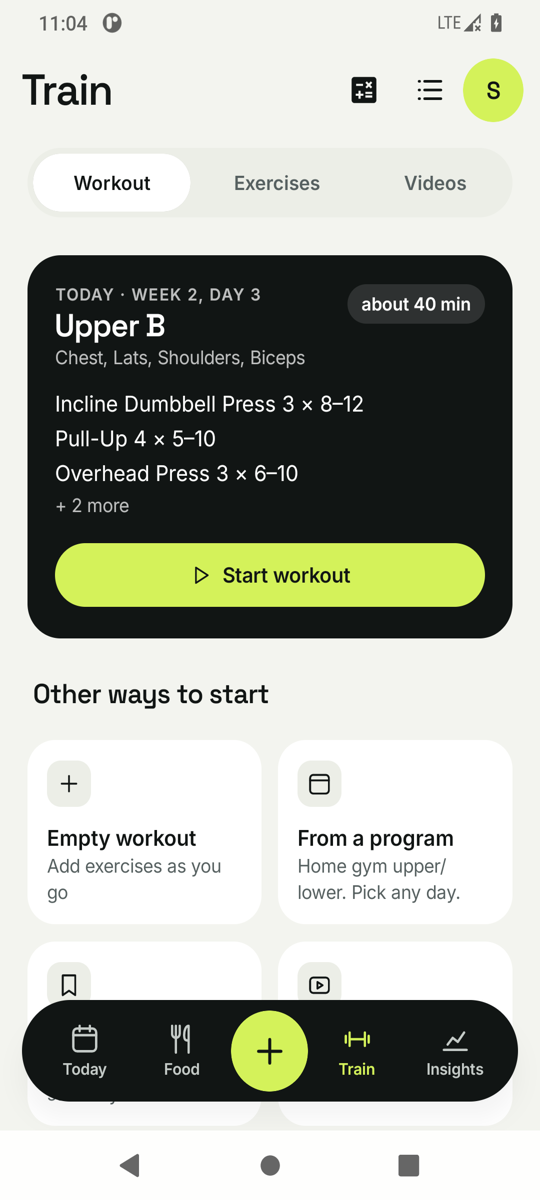 11:04
LTE
Train
S
Workout
Exercises
Videos
TODAY · WEEK 2, DAY 3
about 40 min
Upper B
Chest, Lats, Shoulders, Biceps
Incline Dumbbell Press 3 × 8–12
Pull-Up 4 × 5–10
Overhead Press 3 × 6–10
+ 2 more
Start workout
Other ways to start
Empty workout
Add exercises as you
go
From a program
Home gym upper/
lower. Pick any day.
Today
Food
Train
Insights